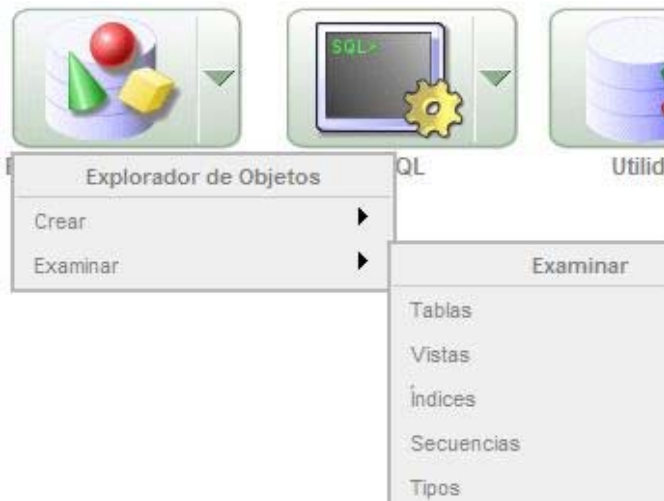 SQL>
QL
Utilid
Explorador de Objetos
Crear
Examinar
Examinar
Tablas
Vistas
Índices
Secuencias
Tipos